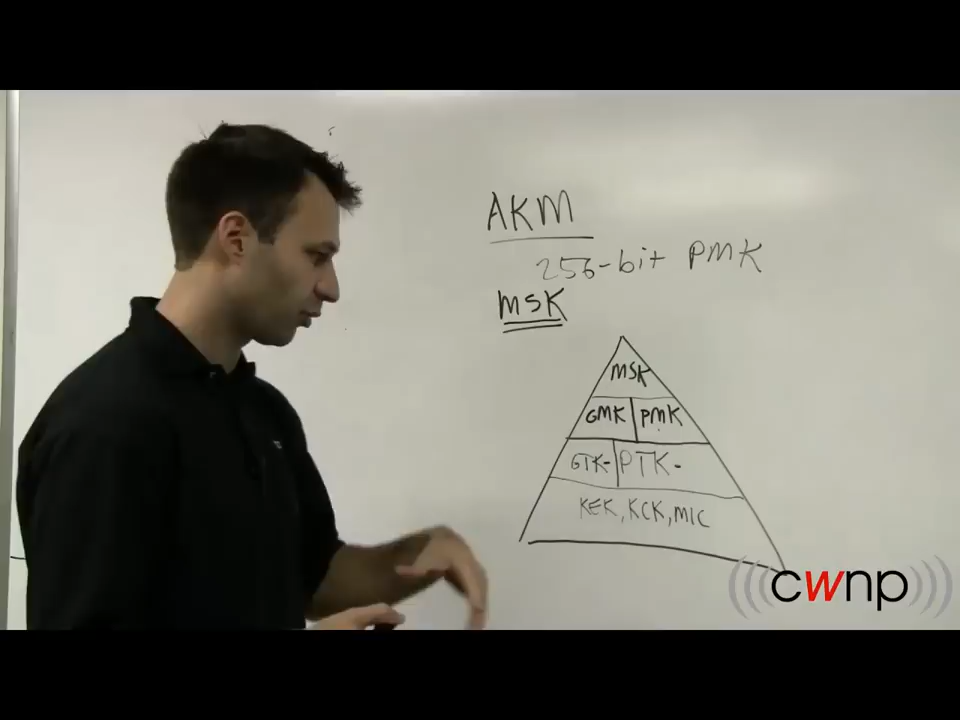 AKM
256-bit PMK
MSK
MSK
GMK PMK
GTK- PTK-
KEK, KCK, MIC
cwnp